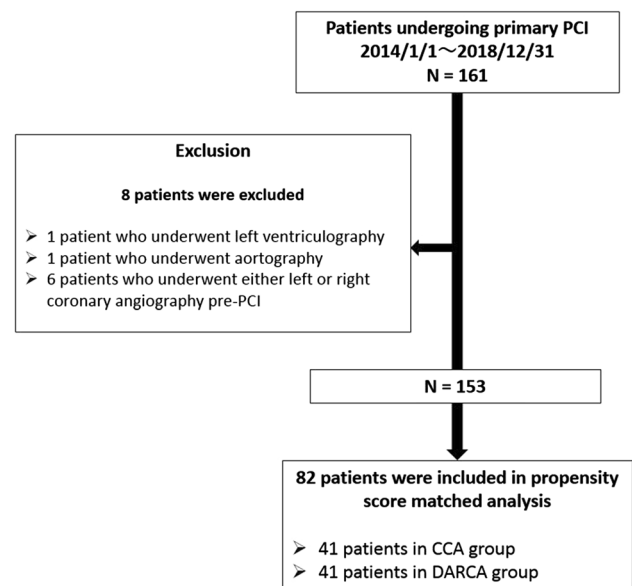 Patients undergoing primary PCI
2014/1/1～2018/12/31
N = 161
Exclusion
8 patients were excluded
➢ 1 patient who underwent left ventriculography
➢ 1 patient who underwent aortography
➢ 6 patients who underwent either left or right
coronary angiography pre-PCI
N = 153
82 patients were included in propensity
score matched analysis
➢ 41 patients in CCA group
➢ 41 patients in DARCA group